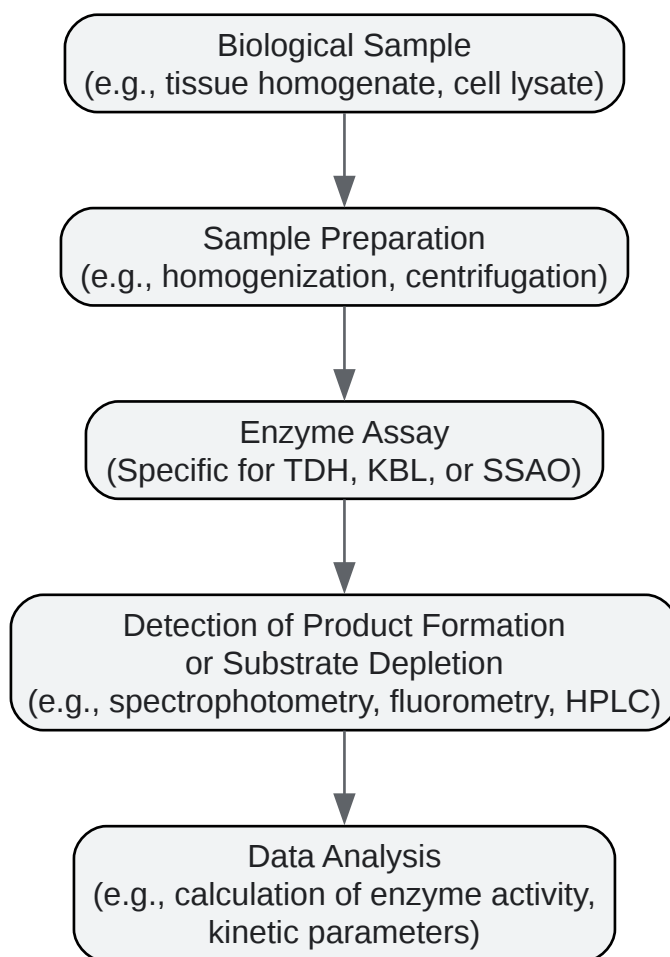 Biological Sample
(e.g., tissue homogenate, cell lysate)
Sample Preparation
(e.g., homogenization, centrifugation)
Enzyme Assay
(Specific for TDH, KBL, or SSAO)
Detection of Product Formation
or Substrate Depletion
(e.g., spectrophotometry, fluorometry, HPLC)
Data Analysis
(e.g., calculation of enzyme activity,
kinetic parameters)